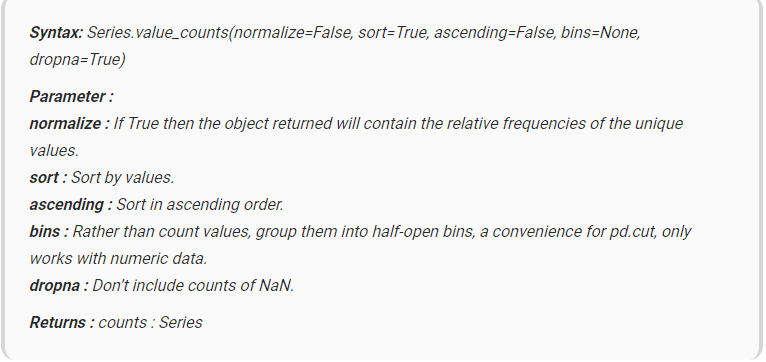 Syntax: Series.value_counts(normalize=False, sort=True, ascending=False, bins=None,
dropna=True)
Parameter :
normalize : If True then the object returned will contain the relative frequencies of the unique
values.
sort : Sort by values.
ascending : Sort in ascending order.
bins : Rather than count values, group them into half-open bins, a convenience for pd.cut, only
works with numeric data.
dropna : Don’t include counts of NaN.
Returns : counts : Series